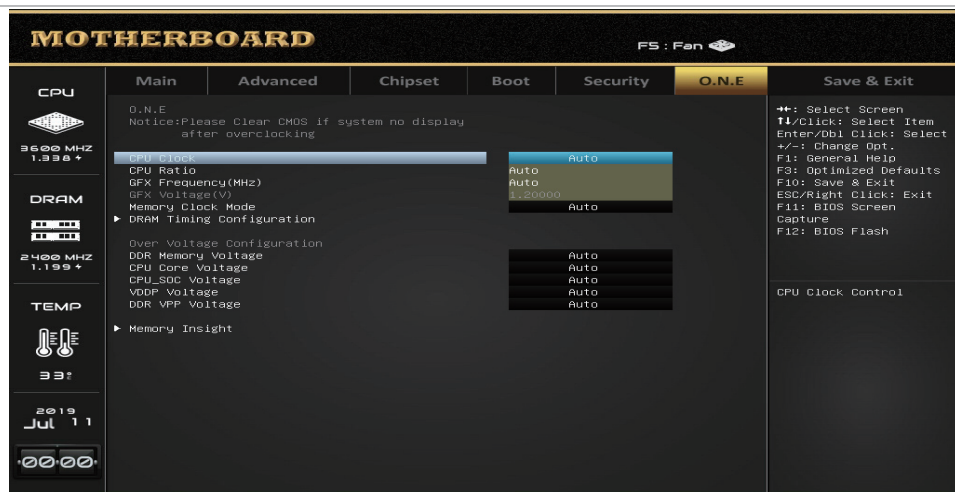 MOTHERBOARD
F5 : Fan
Main Advanced Chipset Boot Security O.N.E Save & Exit
CPU
3600 MHZ
1.338 +
DRAM
2400 MHZ
1.199 +
TEMP
33
2019
Jul 11
00:00
O.N.E
Notice:Please Clear CMOS if system no display
after overclocking
CPU Clock Auto
CPU Ratio Auto
GFX Frequency(MHz) Auto
GFX Voltage(V) 1.20000
Memory Clock Mode Auto
DRAM Timing Configuration
Over Voltage Configuration
DDR Memory Voltage Auto
CPU Core Voltage Auto
CPU_SOC Voltage Auto
VDDP Voltage Auto
DDR VPP Voltage Auto
Memory Insight
→←: Select Screen
↑↓/Click: Select Item
Enter/Dbl Click: Select
+/-: Change Opt.
F1: General Help
F3: Optimized Defaults
F10: Save & Exit
ESC/Right Click: Exit
F11: BIOS Screen
Capture
F12: BIOS Flash
CPU Clock Control